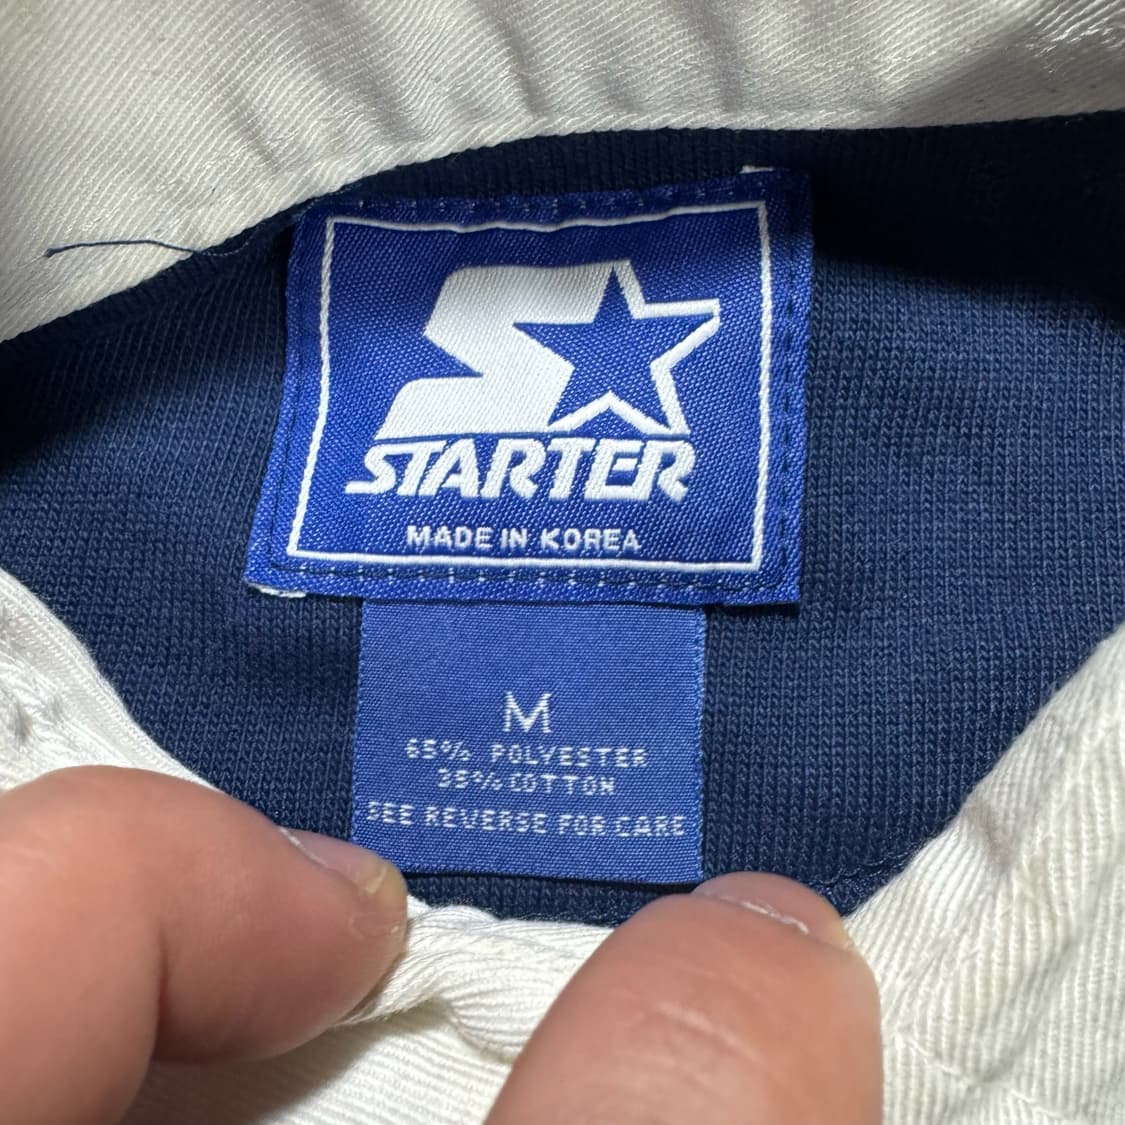 STARTER
MADE IN KOREA
M
65% POLYESTER
35% COTTON
SEE REVERSE FOR CARE